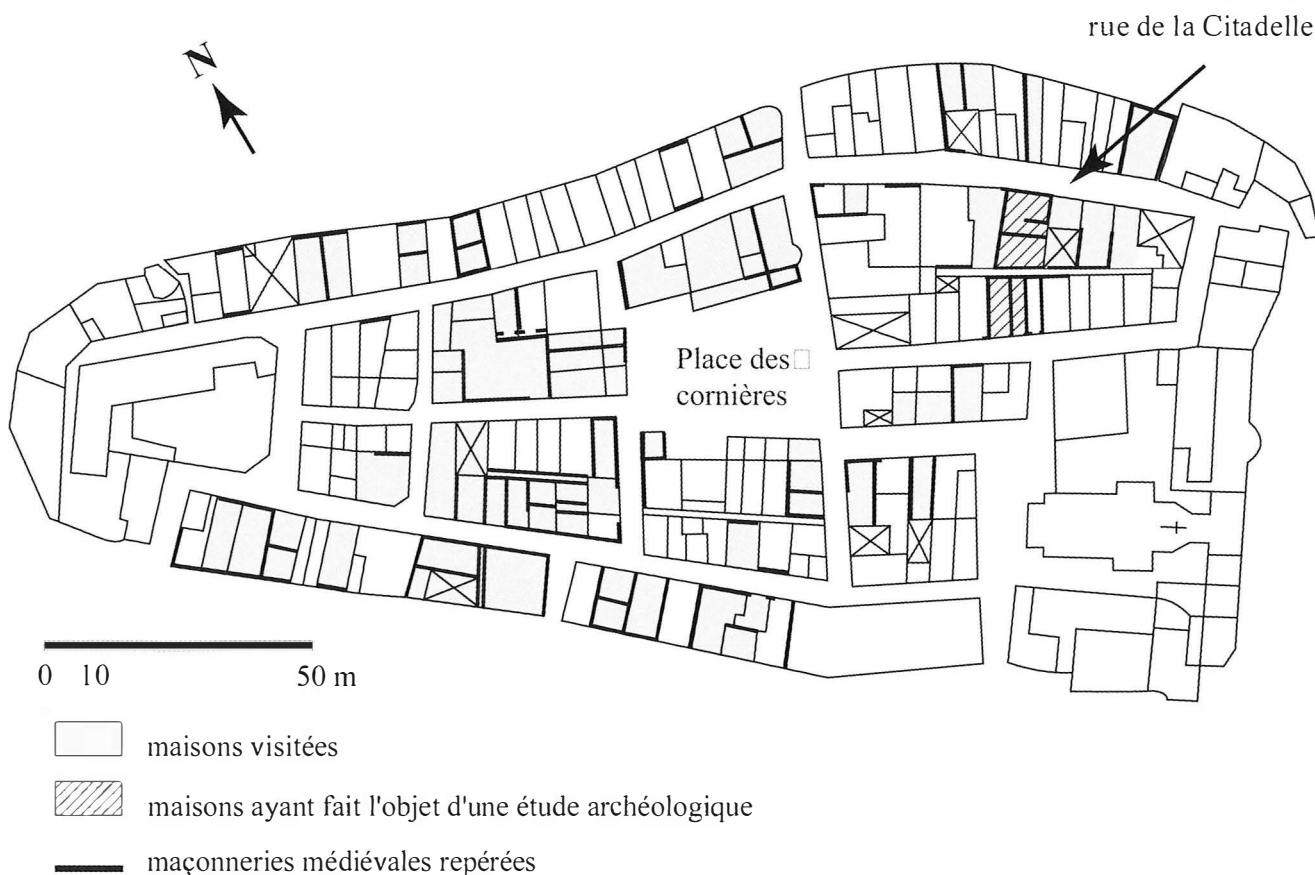 rue de la Citadelle
N
Place des
cornières
0 10 50 m
maisons visitées
maisons ayant fait l'objet d'une étude archéologique
maçonneries médiévales repérées